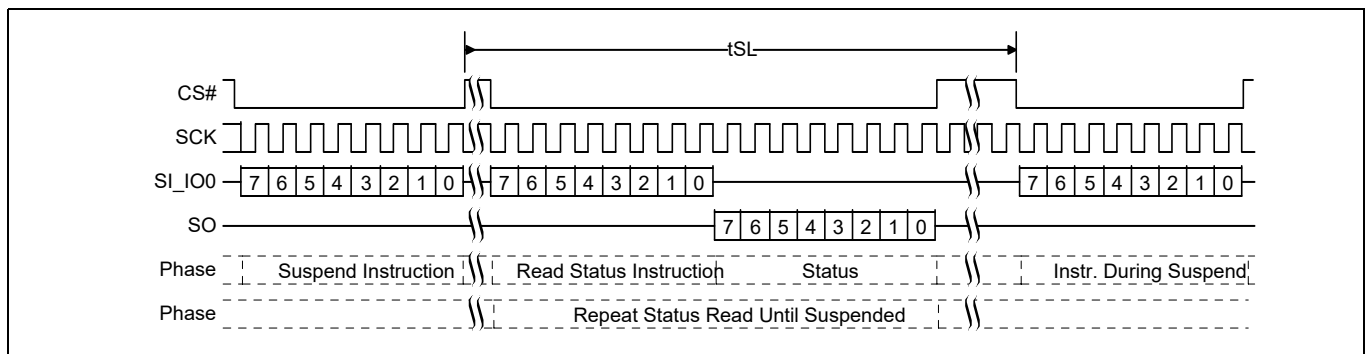 tSL
CS#
SCK
SI_IO0 7 6 5 4 3 2 1 0 7 6 5 4 3 2 1 0 7 6 5 4 3 2 1 0
SO 7 6 5 4 3 2 1 0
Phase Suspend Instruction Read Status Instruction Status Instr. During Suspend
Phase Repeat Status Read Until Suspended